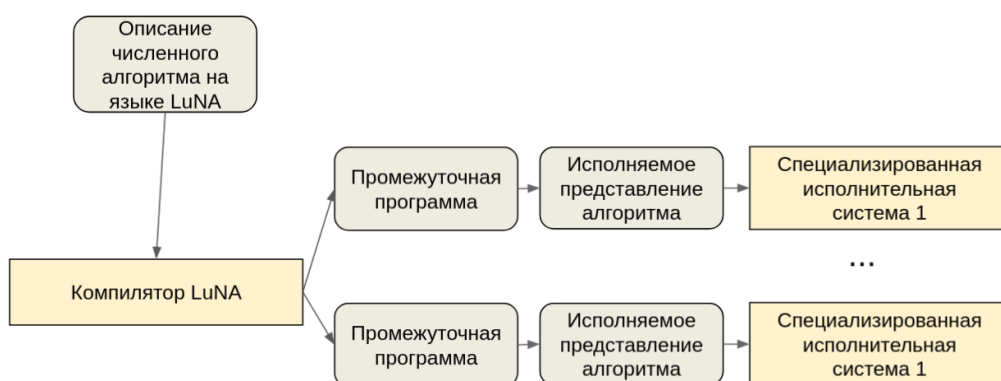 Описание
численного
алгоритма на
языке LuNA
Промежуточная
программа
Исполняемое
представление
алгоритма
Специализированная
исполнительная
система 1
...
Компилятор LuNA
Промежуточная
программа
Исполняемое
представление
алгоритма
Специализированная
исполнительная
система 1